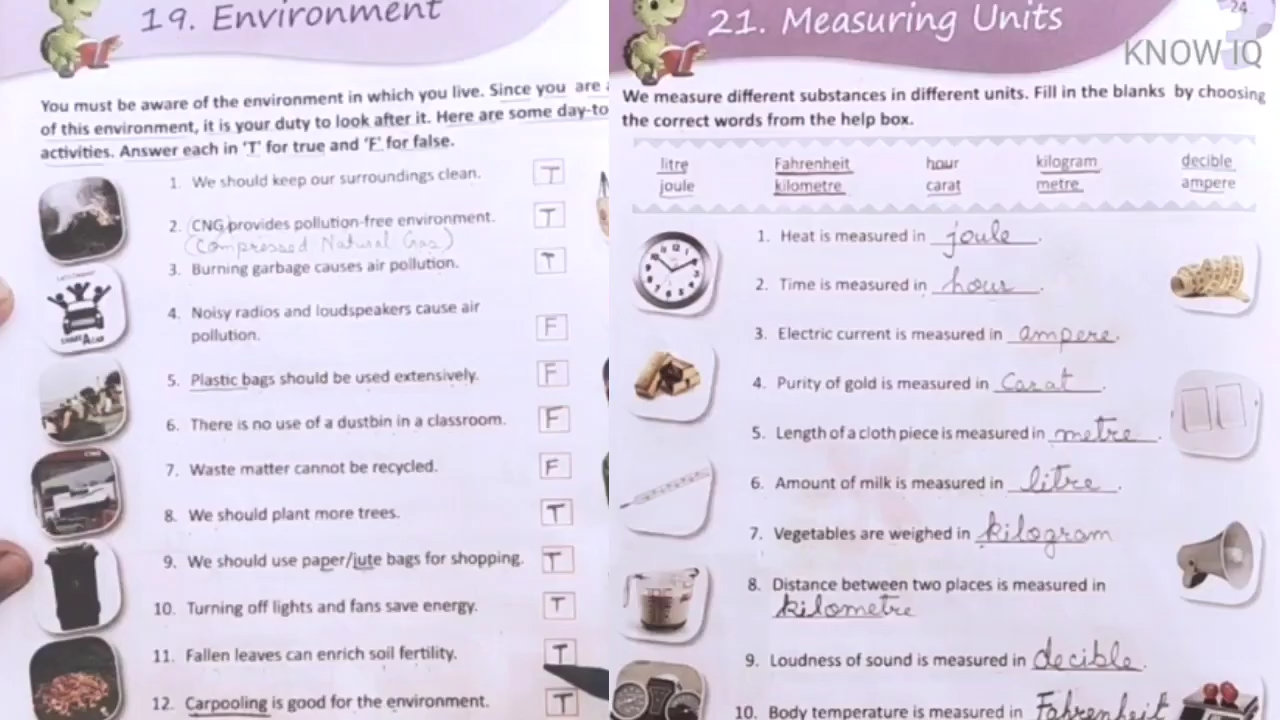 19. Environment
You must be aware of the environment in which you live. Since you are
of this environment, it is your duty to look after it. Here are some day-to
activities. Answer each in 'T' for true and 'F' for false.
1. We should keep our surroundings clean. T
2. CNG provides pollution-free environment. T
(Compressed Natural Gas)
3. Burning garbage causes air pollution. T
4. Noisy radios and loudspeakers cause air
pollution. F
5. Plastic bags should be used extensively. F
6. There is no use of a dustbin in a classroom. F
7. Waste matter cannot be recycled. F
8. We should plant more trees. T
9. We should use paper/jute bags for shopping. T
10. Turning off lights and fans save energy. T
11. Fallen leaves can enrich soil fertility. T
12. Carpooling is good for the environment. T
24
21. Measuring Units
KNOW IQ
We measure different substances in different units. Fill in the blanks by choosing
the correct words from the help box.
litre Fahrenheit hour kilogram decible
joule kilometre carat metre ampere
1. Heat is measured in joule.
2. Time is measured in hour.
3. Electric current is measured in ampere.
4. Purity of gold is measured in Carat.
5. Length of a cloth piece is measured in metre.
6. Amount of milk is measured in litre.
7. Vegetables are weighed in kilogram
8. Distance between two places is measured in
kilometre
9. Loudness of sound is measured in decible.
10. Body temperature is measured in Fahrenheit